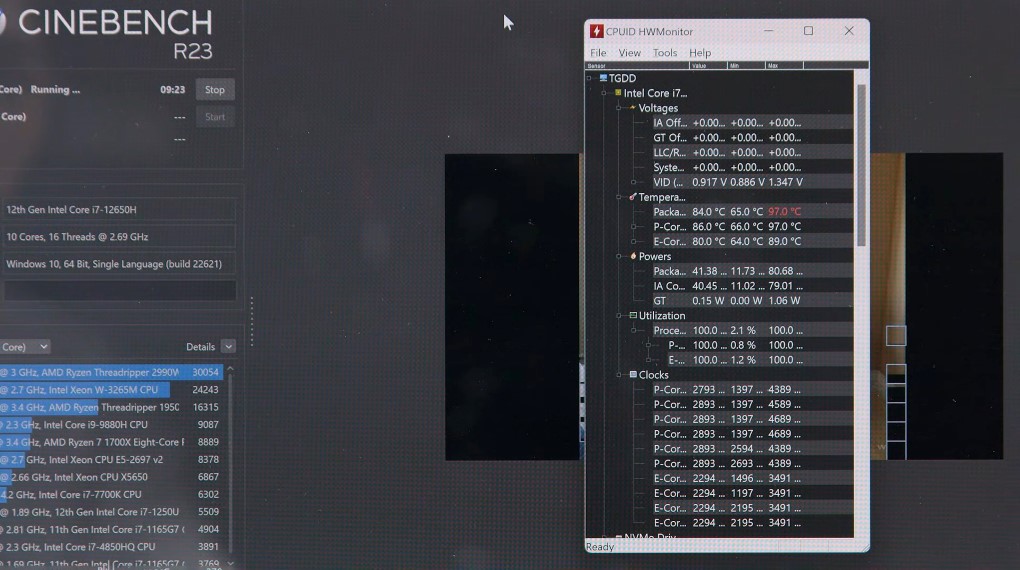 CINEBENCH
R23
Core) Running ... 09:23 Stop
Core) --- Start
---
12th Gen Intel Core i7-12650H
10 Cores, 16 Threads @ 2.69 GHz
Windows 10, 64 Bit, Single Language (build 22621)
Core) Details
@ 3 GHz, AMD Ryzen Threadripper 2990W 30054
@ 2.7 GHz, Intel Xeon W-3265M CPU 24243
@ 3.4 GHz, AMD Ryzen Threadripper 1950 16315
@ 2.3 GHz, Intel Core i9-9880H CPU 9087
3.4 GHz, AMD Ryzen 7 1700X Eight-Core 8889
@ 2.7 GHz, Intel Xeon CPU E5-2697 v2 8378
@ 2.66 GHz, Intel Xeon CPU X5650 6867
4.2 GHz, Intel Core i7-7700K CPU 6302
@ 1.89 GHz, 12th Gen Intel Core i7-1250U 5509
@ 2.81 GHz, 11th Gen Intel Core i7-1165G7 4904
@ 2.3 GHz, Intel Core i7-4850HQ CPU 3891
@ 1.69 GHz, 11th Gen Intel Core i7-1165G7 3769
CPUID HWMonitor
File View Tools Help
Sensor Value Min Max
TGDD
Intel Core i7...
Voltages
IA Off... +0.00... +0.00... +0.00...
GT Of... +0.00... +0.00... +0.00...
LLC/R... +0.00... +0.00... +0.00...
Syste... +0.00... +0.00... +0.00...
VID (... 0.917 V 0.886 V 1.347 V
Tempera...
Packa... 84.0 °C 65.0 °C 97.0 °C
P-Cor... 86.0 °C 66.0 °C 97.0 °C
E-Cor... 80.0 °C 64.0 °C 89.0 °C
Powers
Packa... 41.38 ... 11.73 ... 80.68 ...
IA Co... 40.45 ... 11.02 ... 79.01 ...
GT 0.15 W 0.00 W 1.06 W
Utilization
Proce... 100.0 ... 2.1 % 100.0 ...
P-... 100.0 ... 0.8 % 100.0 ...
E-... 100.0 ... 1.2 % 100.0 ...
Clocks
P-Cor... 2793 ... 1397 ... 4389 ...
P-Cor... 2893 ... 1397 ... 4589 ...
P-Cor... 2893 ... 1397 ... 4689 ...
P-Cor... 2893 ... 1397 ... 4689 ...
P-Cor... 2893 ... 2594 ... 4389 ...
P-Cor... 2893 ... 2693 ... 4389 ...
E-Cor... 2294 ... 1496 ... 3491 ...
E-Cor... 2294 ... 1197 ... 3491 ...
E-Cor... 2294 ... 2195 ... 3491 ...
E-Cor... 2294 ... 2195 ... 3491 ...
NVMe Driv...
Ready